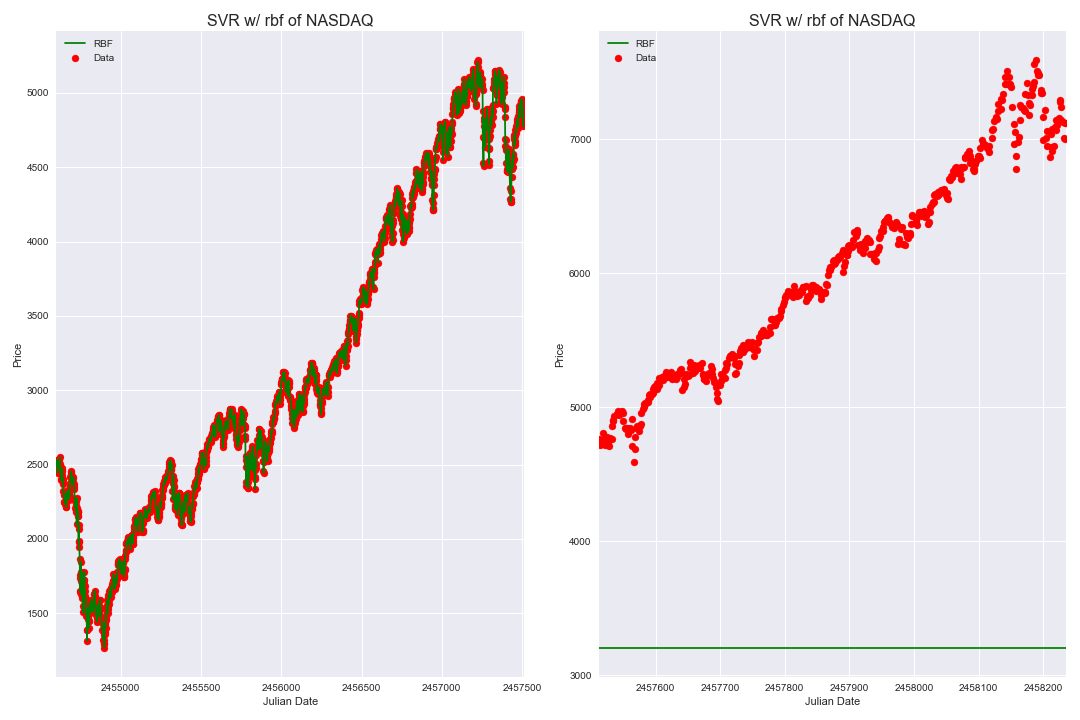 SVR w/ rbf of NASDAQ
RBF
Data
Price
5000
4500
4000
3500
3000
2500
2000
1500
2455000 2455500 2456000 2456500 2457000 2457500
Julian Date
SVR w/ rbf of NASDAQ
RBF
Data
Price
7000
6000
5000
4000
3000
2457600 2457700 2457800 2457900 2458000 2458100 2458200
Julian Date